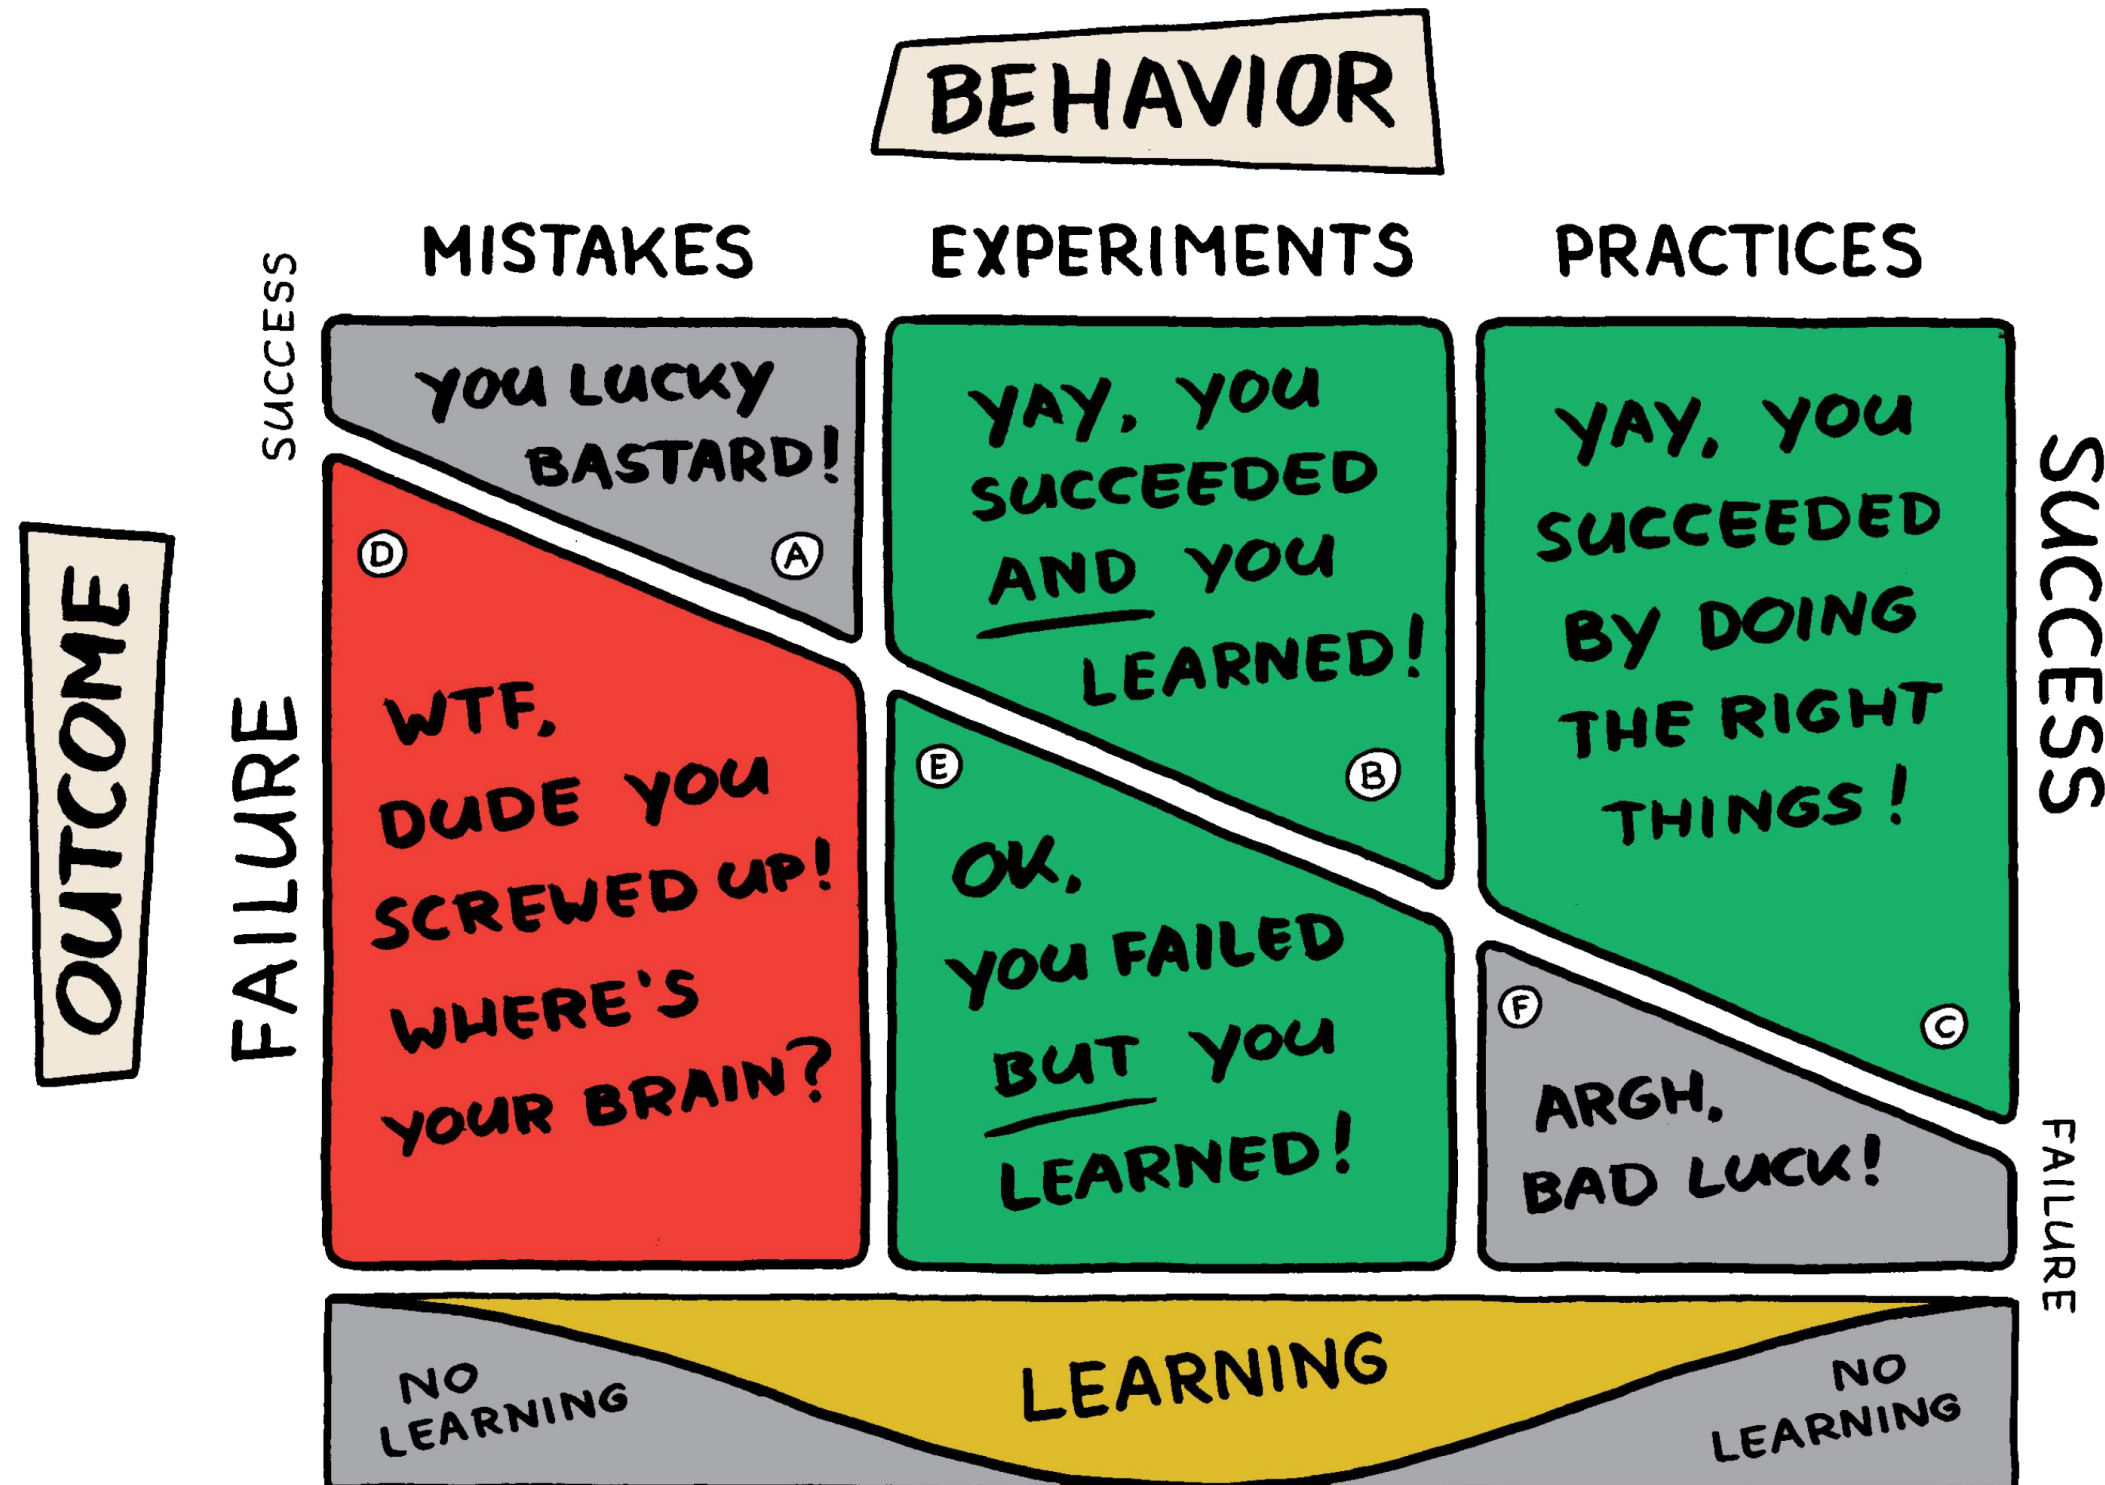 BEHAVIOR
MISTAKES
EXPERIMENTS
PRACTICES
OUTCOME
SUCCESS
FAILURE
YOU LUCKY
BASTARD!
A
D
WTF,
DUDE YOU
SCREWED UP!
WHERE'S
YOUR BRAIN?
YAY, YOU
SUCCEEDED
AND YOU
LEARNED!
B
E
OK,
YOU FAILED
BUT YOU
LEARNED!
YAY, YOU
SUCCEEDED
BY DOING
THE RIGHT
THINGS!
C
F
ARGH,
BAD LUCK!
SUCCESS
FAILURE
NO
LEARNING
LEARNING
NO
LEARNING